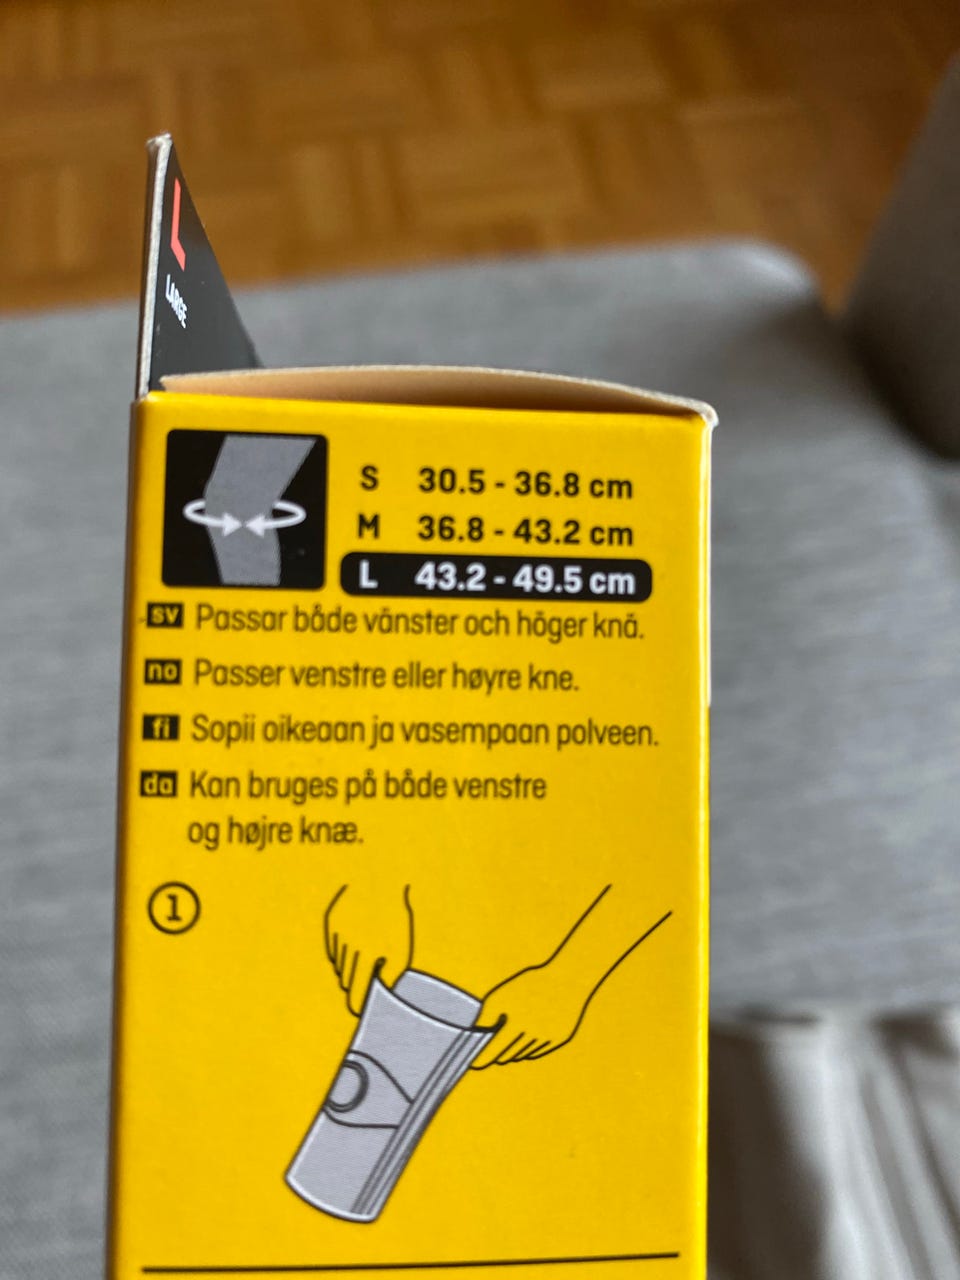 L
LARGE
S 30.5 - 36.8 cm
M 36.8 - 43.2 cm
L 43.2 - 49.5 cm
sv Passar både vänster och höger knä.
no Passer venstre eller høyre kne.
fi Sopii oikeaan ja vasempaan polveen.
da Kan bruges på både venstre
og højre knæ.
1